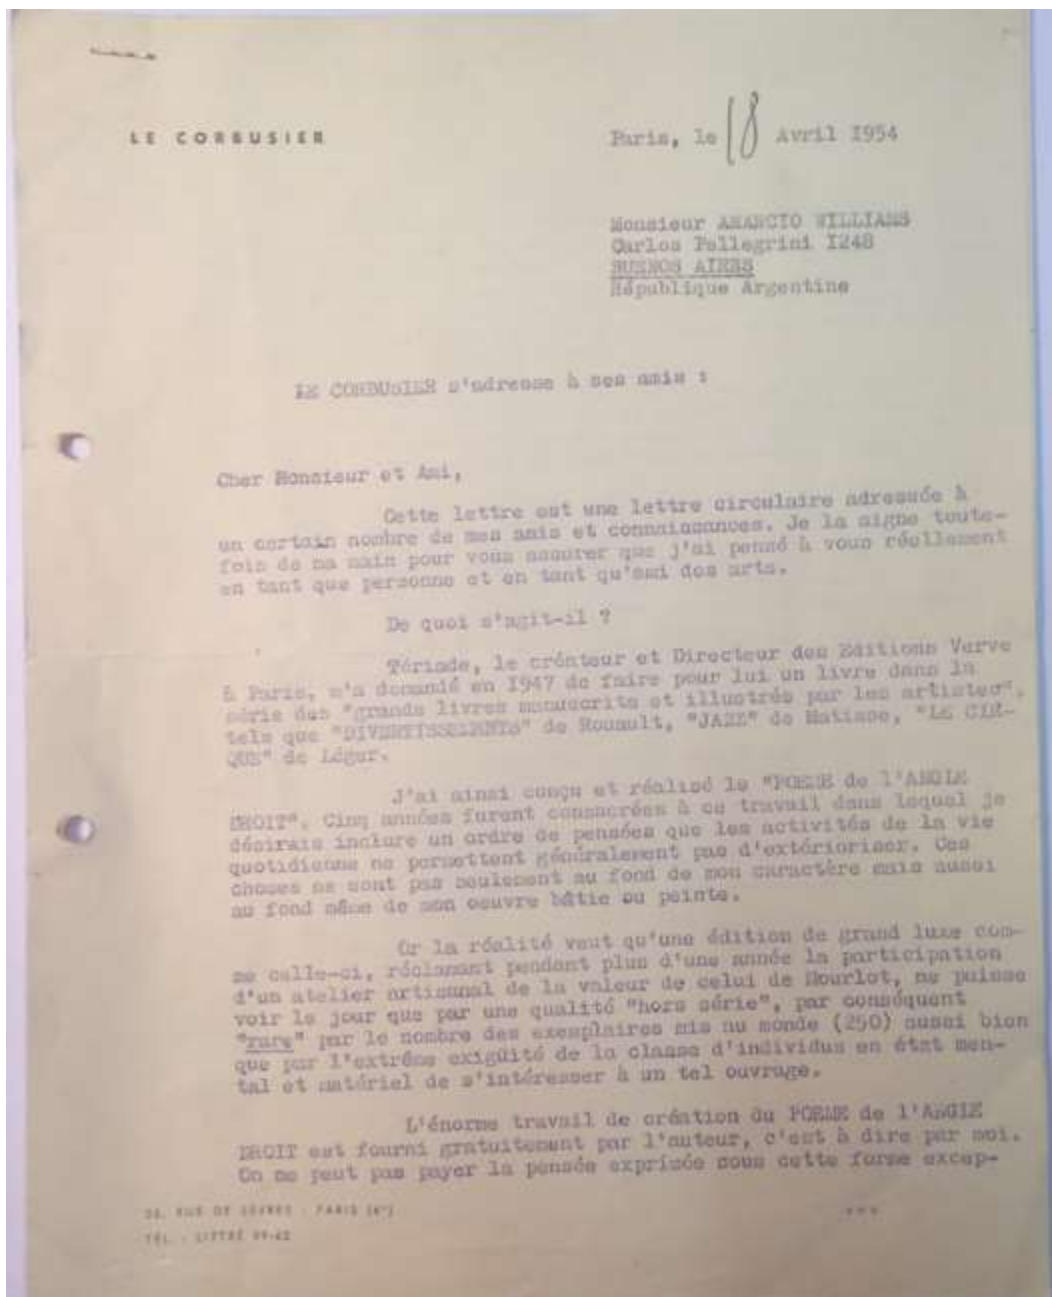 LE CORBUSIER
Paris, le 18 Avril 1954
Monsieur AMANCIO WILLIAMS
Carlos Pellegrini 1248
BUENOS AIRES
République Argentine
LE CORBUSIER s'adresse à ses amis :
Cher Monsieur et Ami,
Cette lettre est une lettre circulaire adressée à
un certain nombre de mes amis et connaissances. Je la signe toute-
fois de ma main pour vous assurer que j'ai pensé à vous réellement
en tant que personne et en tant qu'ami des arts.
De quoi s'agit-il ?
Tériade, le créateur et Directeur des Editions Verve
à Paris, m'a demandé en 1947 de faire pour lui un livre dans la
série des "grands livres manuscrits et illustrés par les artistes",
tels que "DIVERTISSEMENTS" de Rouault, "JAZZ" de Matisse, "LE CIR-
QUE" de Léger.
J'ai ainsi conçu et réalisé le "POEME de l'ANGLE
DROIT". Cinq années furent consacrées à ce travail dans lequel je
désirais inclure un ordre de pensées que les activités de la vie
quotidienne ne permettent généralement pas d'extérioriser. Ces
choses ne sont pas seulement au fond de mon caractère mais aussi
au fond même de mon oeuvre bâtie ou peinte.
Or la réalité veut qu'une édition de grand luxe com-
me celle-ci, réclamant pendant plus d'une année la participation
d'un atelier artisanal de la valeur de celui de Mourlot, ne puisse
voir le jour que par une qualité "hors série", par conséquent
"rare" par le nombre des exemplaires mis au monde (250) aussi bien
que par l'extrême exigüité de la classe d'individus en état men-
tal et matériel de s'intéresser à un tel ouvrage.
L'énorme travail de création du POEME de l'ANGLE
DROIT est fourni gratuitement par l'auteur, c'est à dire par moi.
On ne peut pas payer la pensée exprimée sous cette forme excep-
35, RUE DE SÈVRES - PARIS (6e)
TÉL. : LITTRÉ 99-62
...